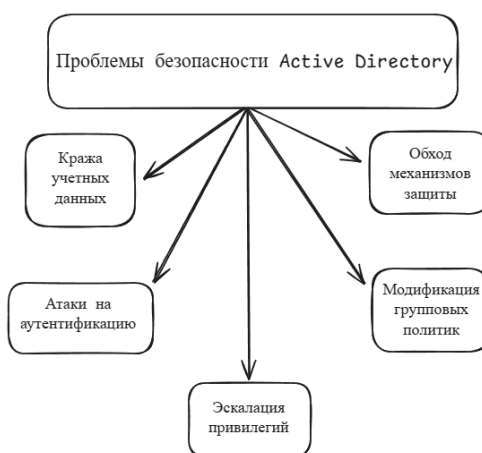 Проблемы безопасности Active Directory
Кража
учетных
данных
Обход
механизмов
защиты
Атаки на
аутентификацию
Модификация
групповых
политик
Эскалация
привилегий